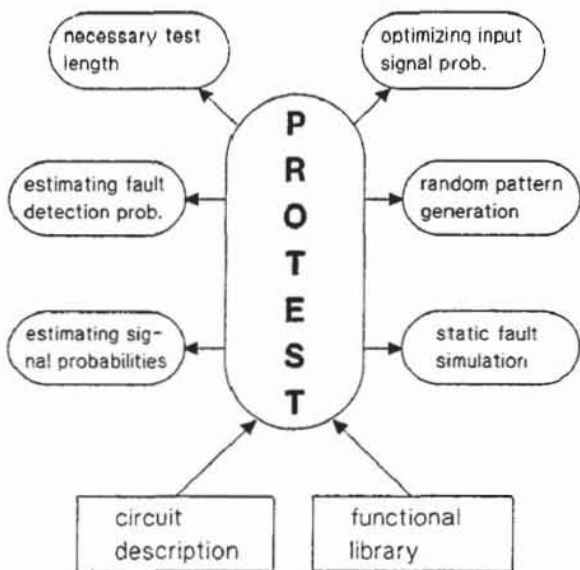 necessary test
length
optimizing input
signal prob.
PROTEST
estimating fault
detection prob.
random pattern
generation
estimating sig-
nal probabilities
static fault
simulation
circuit
description
functional
library